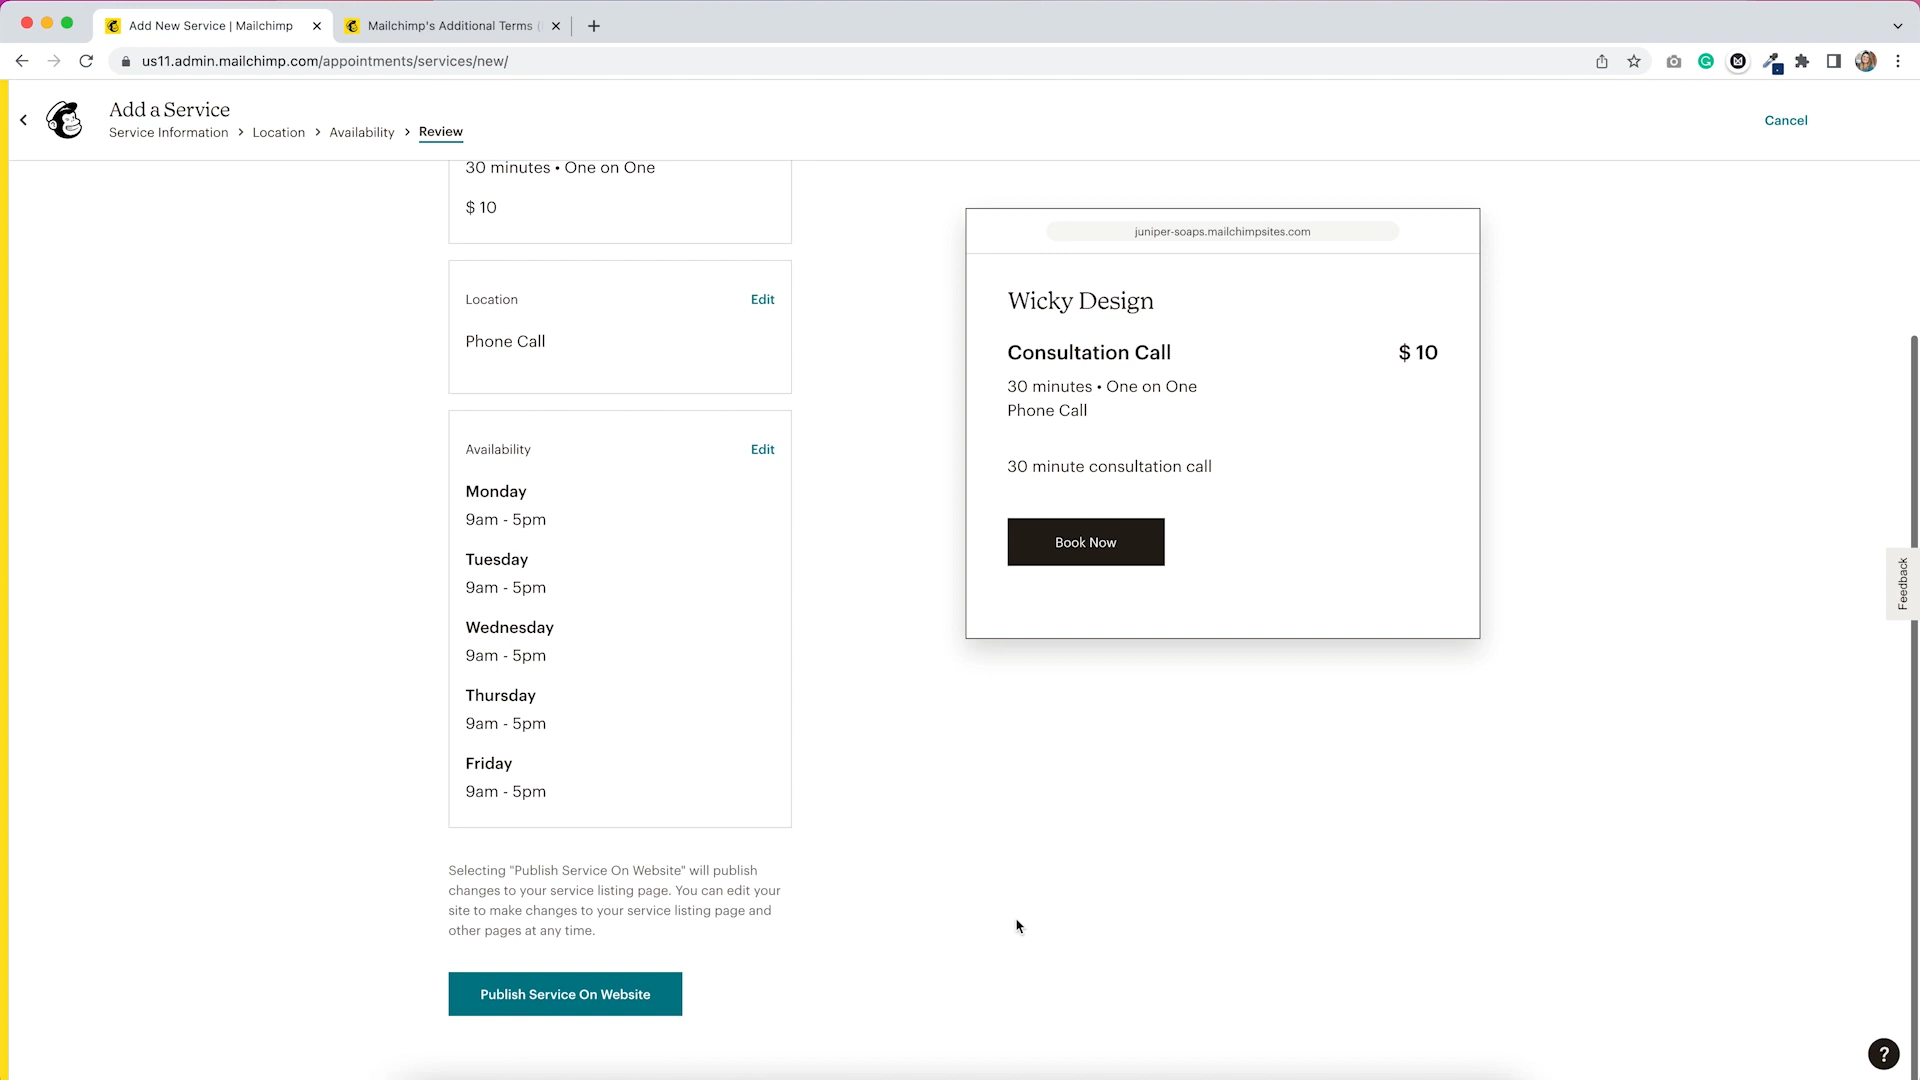 Add New Service | Mailchimp
Mailchimp's Additional Terms (
us11.admin.mailchimp.com/appointments/services/new/
Add a Service
Service Information > Location > Availability > Review
Cancel
30 minutes • One on One
$ 10
Location
Edit
Phone Call
Availability
Edit
Monday
9am - 5pm
Tuesday
9am - 5pm
Wednesday
9am - 5pm
Thursday
9am - 5pm
Friday
9am - 5pm
Selecting "Publish Service On Website" will publish
changes to your service listing page. You can edit your
site to make changes to your service listing page and
other pages at any time.
Publish Service On Website
juniper-soaps.mailchimpsites.com
Wicky Design
Consultation Call
$ 10
30 minutes • One on One
Phone Call
30 minute consultation call
Book Now
Feedback
?